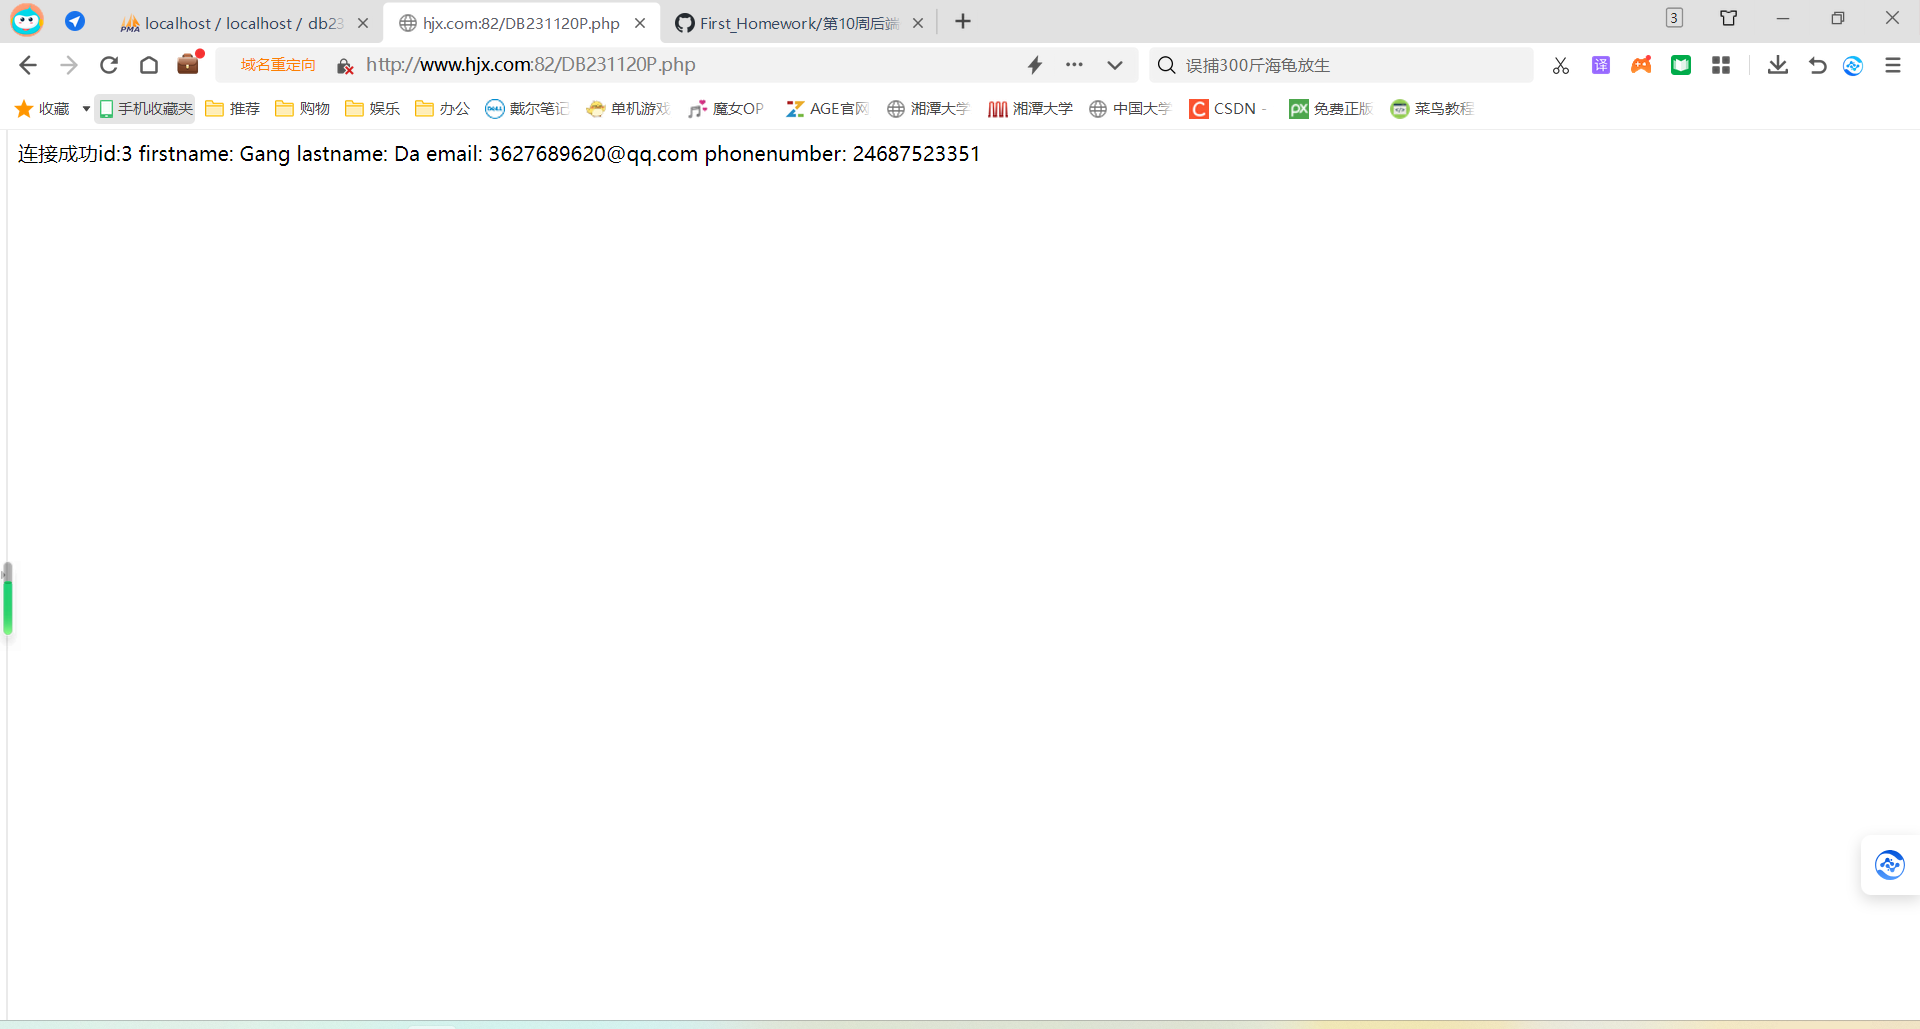 localhost / localhost / db23
hjx.com:82/DB231120P.php
First_Homework/第10周后端
3
域名重定向
http://www.hjx.com:82/DB231120P.php
误捕300斤海龟放生
译
收藏
手机收藏夹
推荐
购物
娱乐
办公
戴尔笔记
单机游戏
魔女OP
AGE官网
湘潭大学
湘潭大学
中国大学
CSDN -
免费正版
菜鸟教程
连接成功id:3 firstname: Gang lastname: Da email: 3627689620@qq.com phonenumber: 24687523351